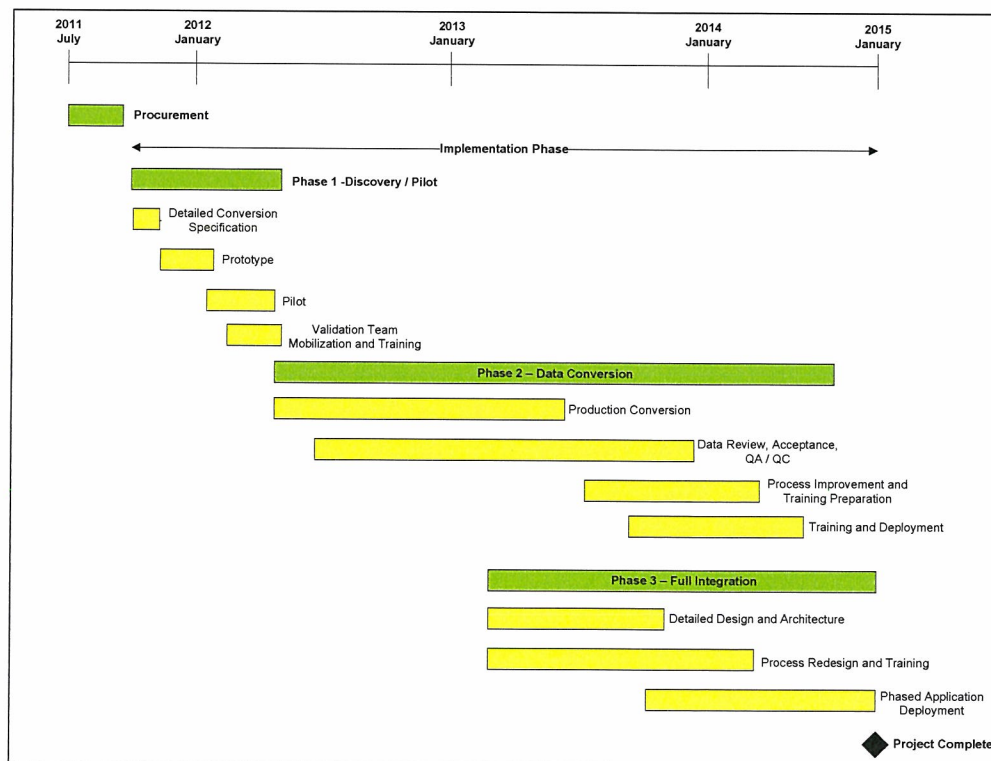 2011
July
2012
January
2013
January
2014
January
2015
January
Procurement
Implementation Phase
Phase 1 -Discovery / Pilot
Detailed Conversion
Specification
Prototype
Pilot
Validation Team
Mobilization and Training
Phase 2 – Data Conversion
Production Conversion
Data Review, Acceptance,
QA / QC
Process Improvement and
Training Preparation
Training and Deployment
Phase 3 – Full Integration
Detailed Design and Architecture
Process Redesign and Training
Phased Application
Deployment
Project Complete